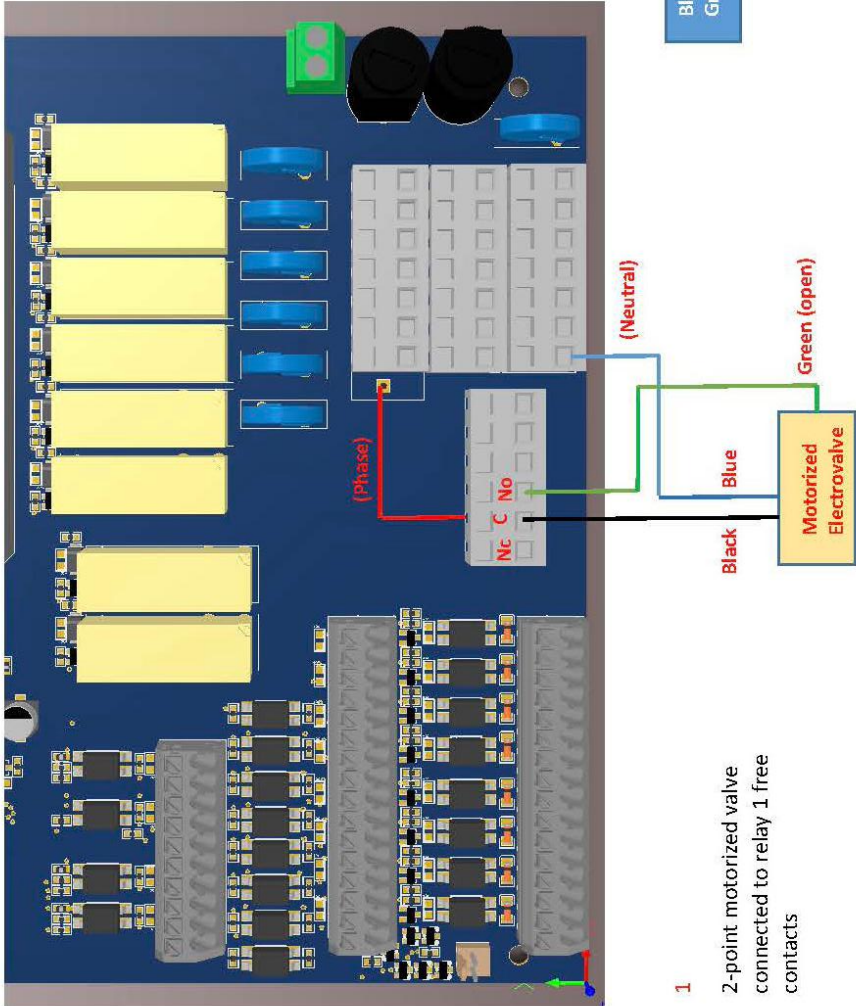 (Phase)
Nc C No
(Neutral)
Black
Blue
Green (open)
Motorized
Electrovalve
1
2-point motorized valve
connected to relay 1 free
contacts